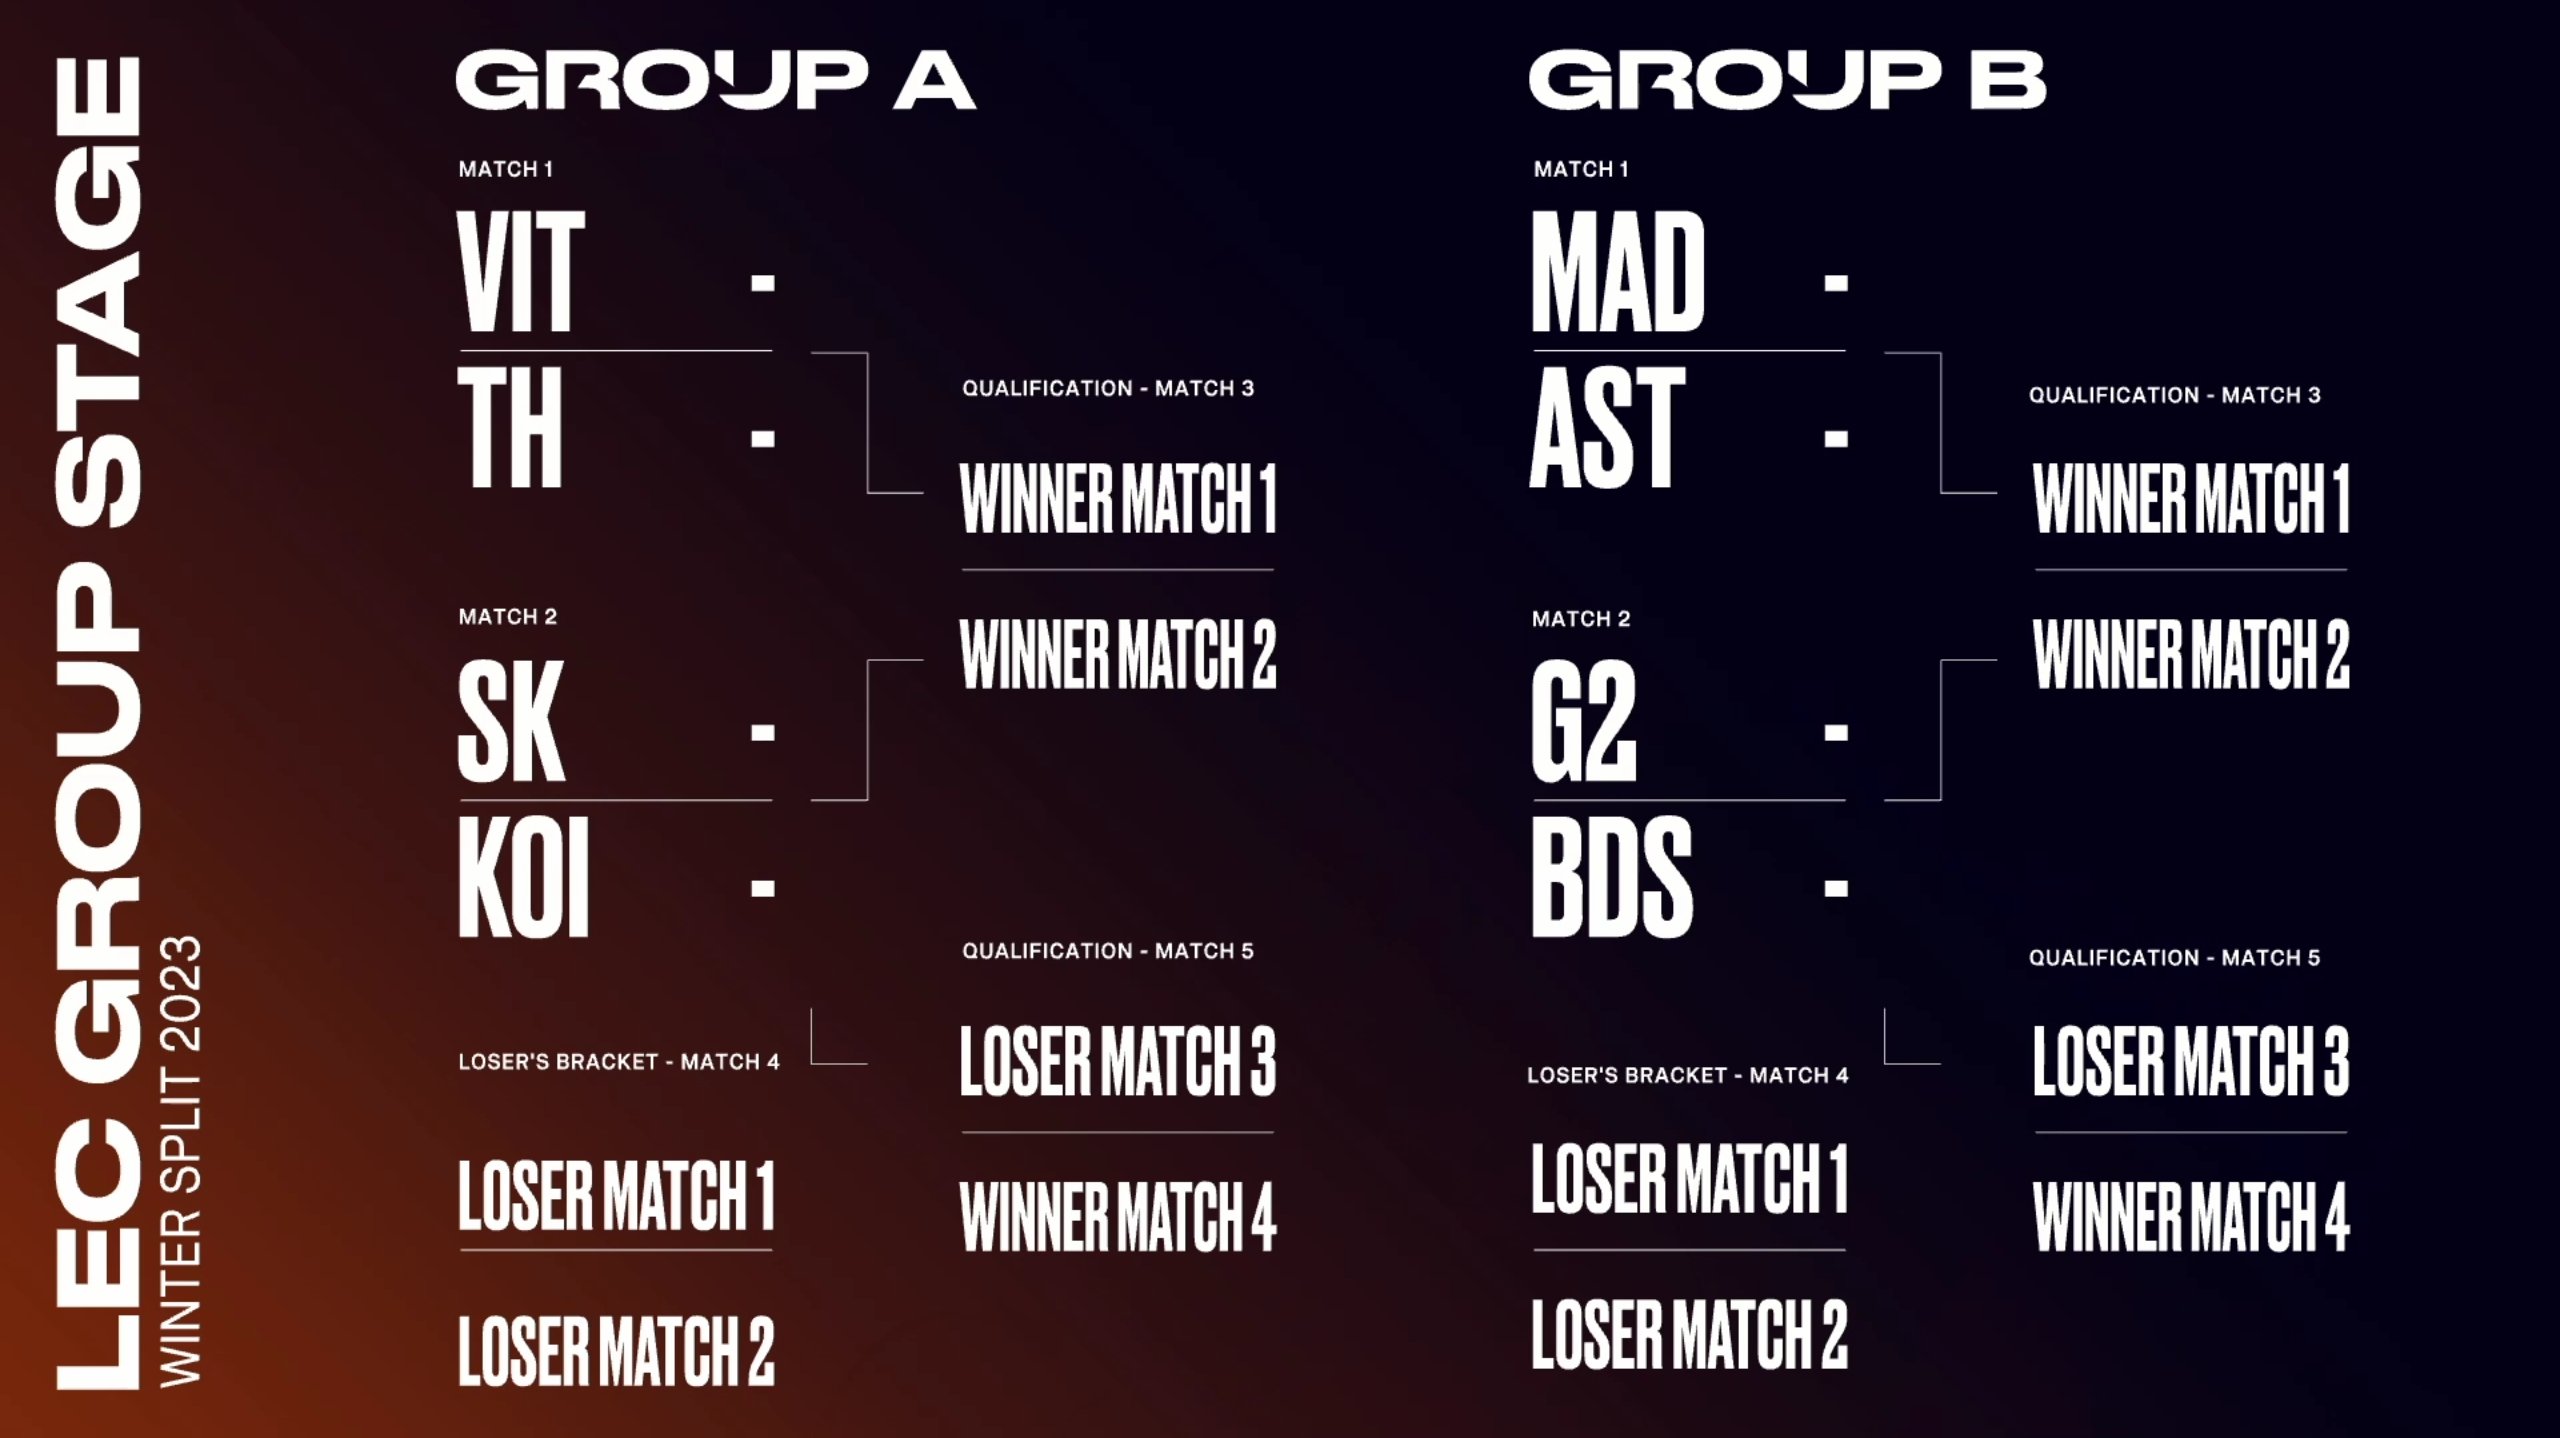 LEC GROUP STAGE
WINTER SPLIT 2023
GROUP A
MATCH 1
VIT -
TH -
QUALIFICATION - MATCH 3
WINNER MATCH 1
WINNER MATCH 2
MATCH 2
SK -
KOI -
QUALIFICATION - MATCH 5
LOSER MATCH 3
WINNER MATCH 4
LOSER'S BRACKET - MATCH 4
LOSER MATCH 1
LOSER MATCH 2
GROUP B
MATCH 1
MAD -
AST -
QUALIFICATION - MATCH 3
WINNER MATCH 1
WINNER MATCH 2
MATCH 2
G2 -
BDS -
QUALIFICATION - MATCH 5
LOSER MATCH 3
WINNER MATCH 4
LOSER'S BRACKET - MATCH 4
LOSER MATCH 1
LOSER MATCH 2